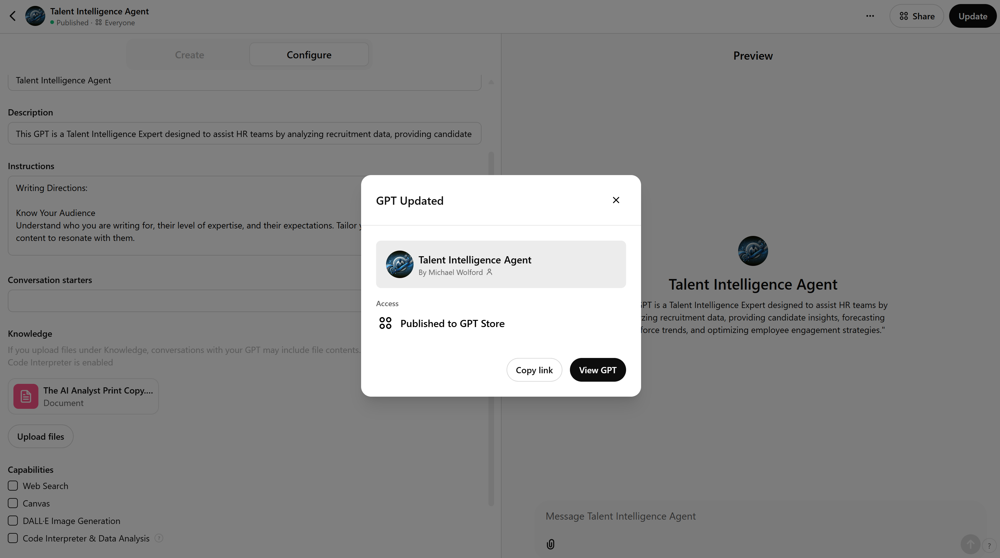 Talent Intelligence Agent
Published · Everyone
Share
Update
Create
Configure
Talent Intelligence Agent
Description
This GPT is a Talent Intelligence Expert designed to assist HR teams by analyzing recruitment data, providing candidate
Instructions
Writing Directions:
Know Your Audience
Understand who you are writing for, their level of expertise, and their expectations. Tailor
content to resonate with them.
Conversation starters
Knowledge
If you upload files under Knowledge, conversations with your GPT may include file contents.
Code Interpreter is enabled
The AI Analyst Print Copy....
Document
Upload files
Capabilities
Web Search
Canvas
DALL·E Image Generation
Code Interpreter & Data Analysis ?
GPT Updated
Talent Intelligence Agent
By Michael Wolford
Access
Published to GPT Store
Copy link
View GPT
Preview
Talent Intelligence Agent
GPT is a Talent Intelligence Expert designed to assist HR teams by
zing recruitment data, providing candidate insights, forecasting
force trends, and optimizing employee engagement strategies."
Message Talent Intelligence Agent
?